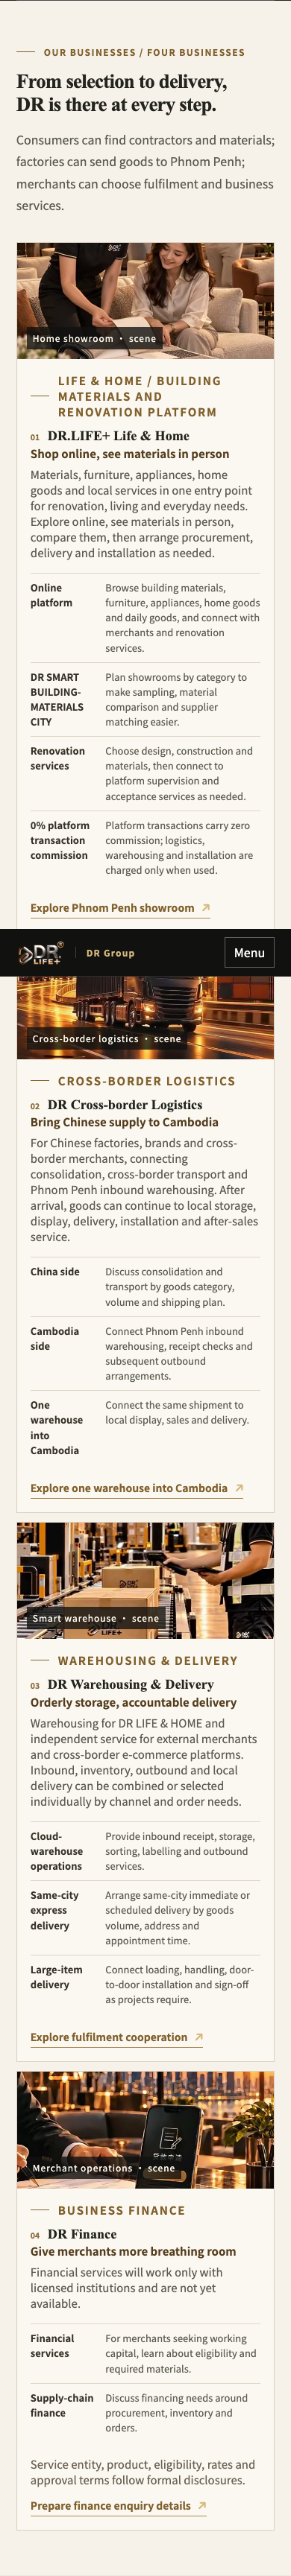 OUR BUSINESSES / FOUR BUSINESSES
From selection to delivery,
DR is there at every step.
Consumers can find contractors and materials;
factories can send goods to Phnom Penh;
merchants can choose fulfilment and business
services.
Home showroom • scene
LIFE & HOME / BUILDING
MATERIALS AND
RENOVATION PLATFORM
01 DR.LIFE+ Life & Home
Shop online, see materials in person
Materials, furniture, appliances, home
goods and local services in one entry point
for renovation, living and everyday needs.
Explore online, see materials in person,
compare them, then arrange procurement,
delivery and installation as needed.
Online
platform
Browse building materials,
furniture, appliances, home goods
and daily goods, and connect with
merchants and renovation
services.
DR SMART
BUILDING-
MATERIALS
CITY
Plan showrooms by category to
make sampling, material
comparison and supplier
matching easier.
Renovation
services
Choose design, construction and
materials, then connect to
platform supervision and
acceptance services as needed.
0% platform
transaction
commission
Platform transactions carry zero
commission; logistics,
warehousing and installation are
charged only when used.
Explore Phnom Penh showroom ↗
DR®
LIFE+
DR Group
Menu
Cross-border logistics • scene
CROSS-BORDER LOGISTICS
02 DR Cross-border Logistics
Bring Chinese supply to Cambodia
For Chinese factories, brands and cross-
border merchants, connecting
consolidation, cross-border transport and
Phnom Penh inbound warehousing. After
arrival, goods can continue to local storage,
display, delivery, installation and after-sales
service.
China side
Discuss consolidation and
transport by goods category,
volume and shipping plan.
Cambodia
side
Connect Phnom Penh inbound
warehousing, receipt checks and
subsequent outbound
arrangements.
One
warehouse
into
Cambodia
Connect the same shipment to
local display, sales and delivery.
Explore one warehouse into Cambodia ↗
Smart warehouse • scene
DR
LIFE+
WAREHOUSING & DELIVERY
03 DR Warehousing & Delivery
Orderly storage, accountable delivery
Warehousing for DR LIFE & HOME and
independent service for external merchants
and cross-border e-commerce platforms.
Inbound, inventory, outbound and local
delivery can be combined or selected
individually by channel and order needs.
Cloud-
warehouse
operations
Provide inbound receipt, storage,
sorting, labelling and outbound
services.
Same-city
express
delivery
Arrange same-city immediate or
scheduled delivery by goods
volume, address and
appointment time.
Large-item
delivery
Connect loading, handling, door-
to-door installation and sign-off
as projects require.
Explore fulfilment cooperation ↗
Merchant operations • scene
BUSINESS FINANCE
04 DR Finance
Give merchants more breathing room
Financial services will work only with
licensed institutions and are not yet
available.
Financial
services
For merchants seeking working
capital, learn about eligibility and
required materials.
Supply-chain
finance
Discuss financing needs around
procurement, inventory and
orders.
Service entity, product, eligibility, rates and
approval terms follow formal disclosures.
Prepare finance enquiry details ↗